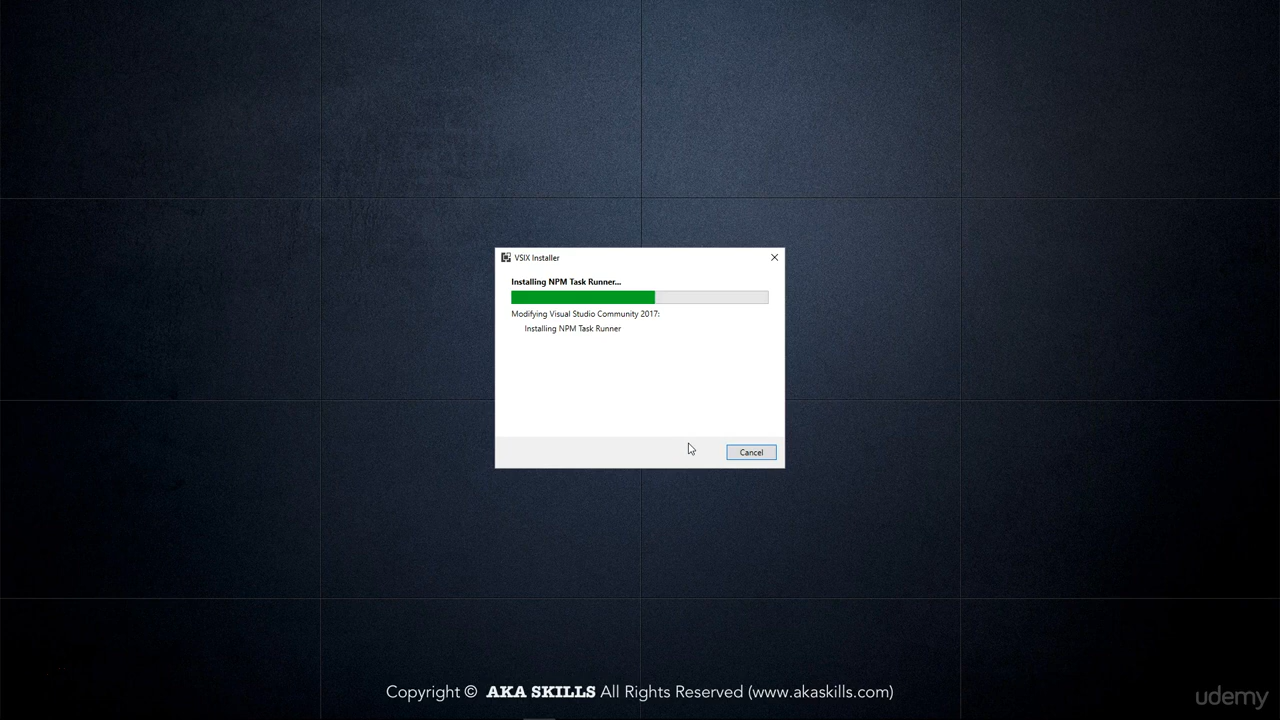 VSIX Installer
Installing NPM Task Runner...
Modifying Visual Studio Community 2017:
Installing NPM Task Runner
Cancel
Copyright © AKA SKILLS All Rights Reserved (www.akaskills.com)
udemy